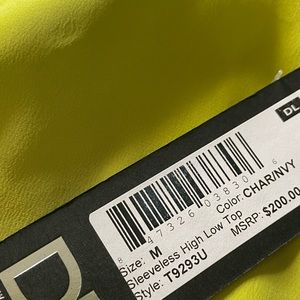 DL
8 47326 03830 6
Size: M
Color: CHAR/NVY
Sleeveless High Low Top
Style: T9293U
MSRP: $200.00